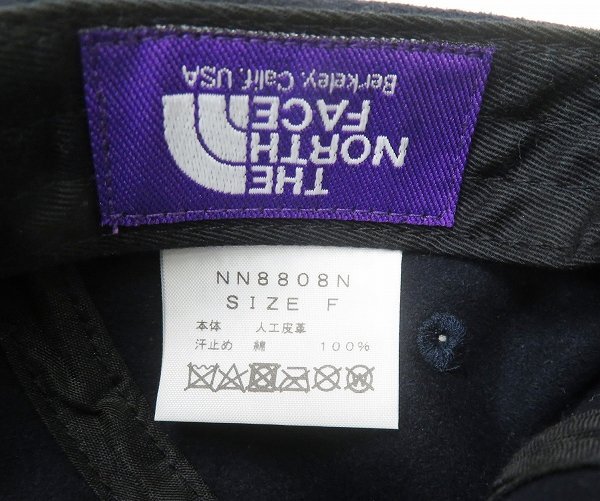 THE
NORTH
FACE
Berkeley, Calif. USA
NN8808N
SIZE F
本体 人工皮革
汗止め 綿 100%